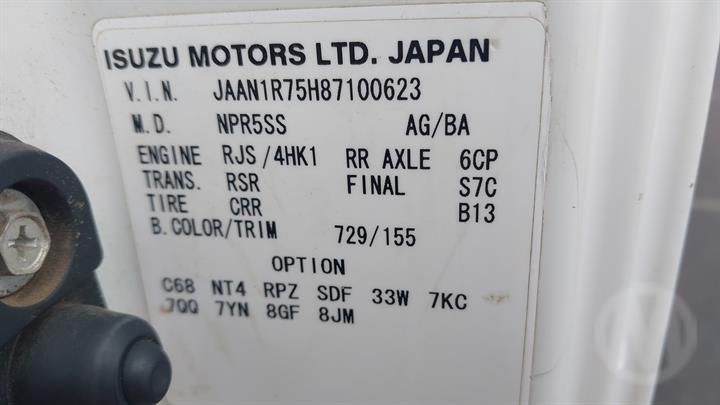 ISUZU MOTORS LTD. JAPAN
V.I.N. JAAN1R75H87100623
M.D. NPR5SS AG/BA
ENGINE RJS/4HK1 RR AXLE 6CP
TRANS. RSR FINAL S7C
TIRE CRR B13
B.COLOR/TRIM 729/155
OPTION
C68 NT4 RPZ SDF 33W 7KC
7QQ 7YN 8GF 8JM